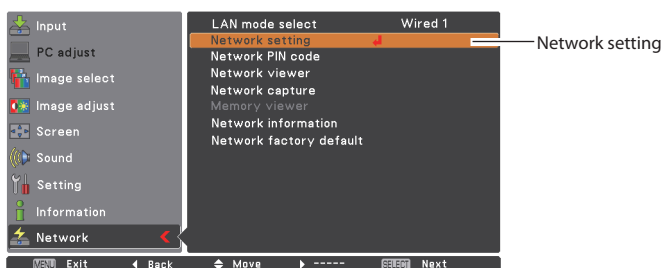 Input
PC adjust
Image select
Image adjust
Screen
Sound
Setting
Information
Network
LAN mode select Wired 1
Network setting
Network PIN code
Network viewer
Network capture
Memory viewer
Network information
Network factory default
Network setting
MENU Exit Back Move ----- SELECT Next